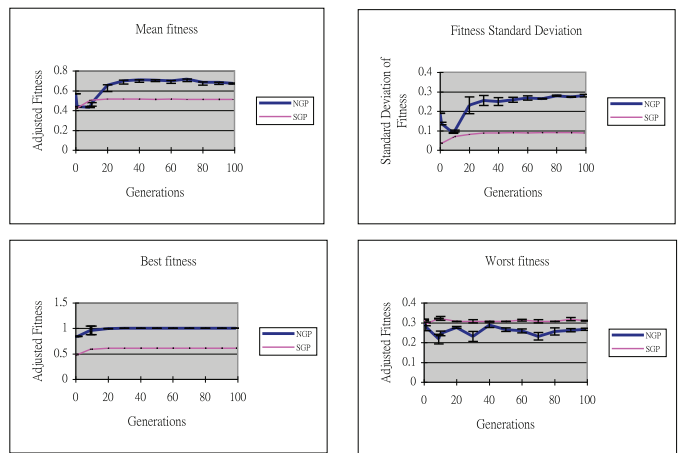 Mean fitness
Adjusted Fitness
0.8
0.6
0.4
0.2
0
0 20 40 60 80 100
Generations
NGP
SGP
Fitness Standard Deviation
Standard Deviation of
Fitness
0.4
0.3
0.2
0.1
0
0 20 40 60 80 100
Generations
NGP
SGP
Best fitness
Adjusted Fitness
1.5
1
0.5
0
0 20 40 60 80 100
Generations
NGP
SGP
Worst fitness
Adjusted Fitness
0.4
0.3
0.2
0.1
0
0 20 40 60 80 100
Generations
NGP
SGP